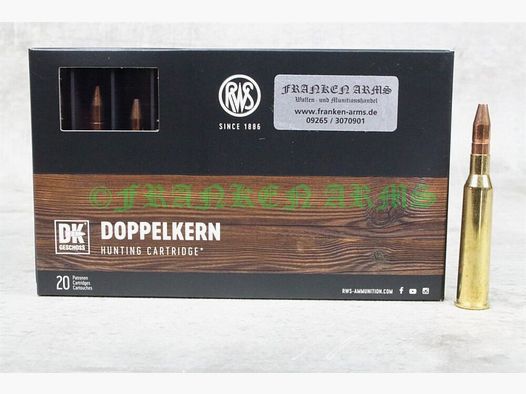 RWS
SINCE 1886
FRANKEN ARMS
Waffen- und Munitionshandel
www.franken-arms.de
09265 / 3070901
©FRANKEN ARMS
DK
GESCHOSS
DOPPELKERN
HUNTING CARTRIDGE*
20 Patronen
Cartridges
Cartouches
RWS-AMMUNITION.COM